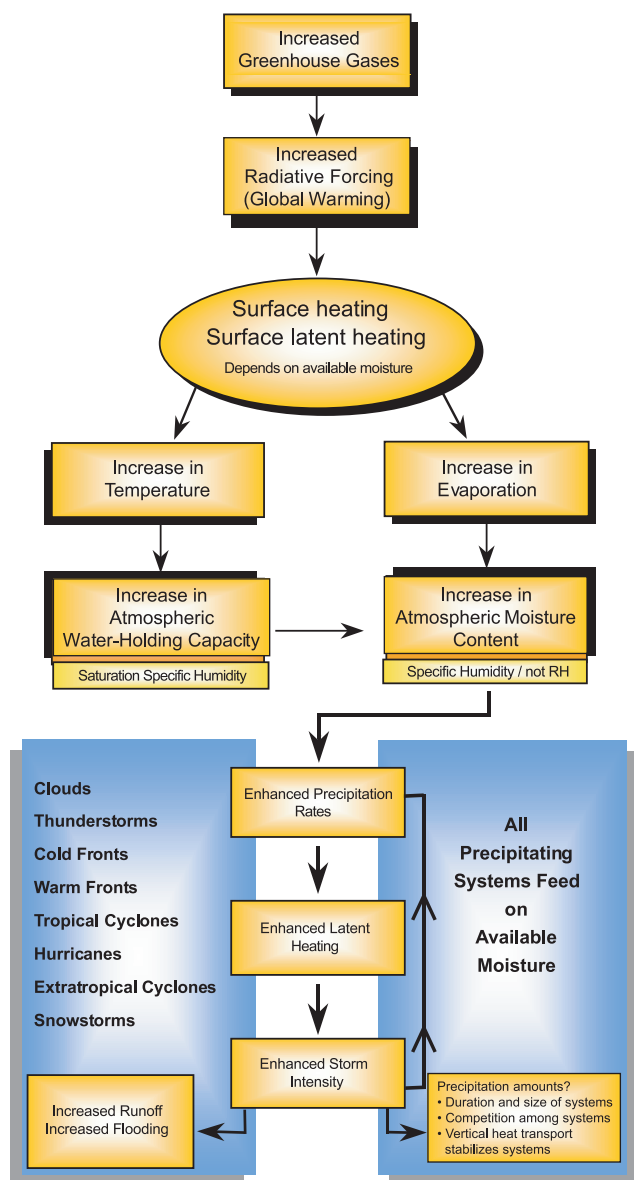 Increased
Greenhouse Gases
Increased
Radiative Forcing
(Global Warming)
Surface heating
Surface latent heating
Depends on available moisture
Increase in
Temperature
Increase in
Evaporation
Increase in
Atmospheric
Water-Holding Capacity
Saturation Specific Humidity
Increase in
Atmospheric Moisture
Content
Specific Humidity / not RH
Clouds
Thunderstorms
Cold Fronts
Warm Fronts
Tropical Cyclones
Hurricanes
Extratropical Cyclones
Snowstorms
Enhanced Precipitation
Rates
Enhanced Latent
Heating
Enhanced Storm
Intensity
All
Precipitating
Systems Feed
on
Available
Moisture
Increased Runoff
Increased Flooding
Precipitation amounts?
• Duration and size of systems
• Competition among systems
• Vertical heat transport
stabilizes systems